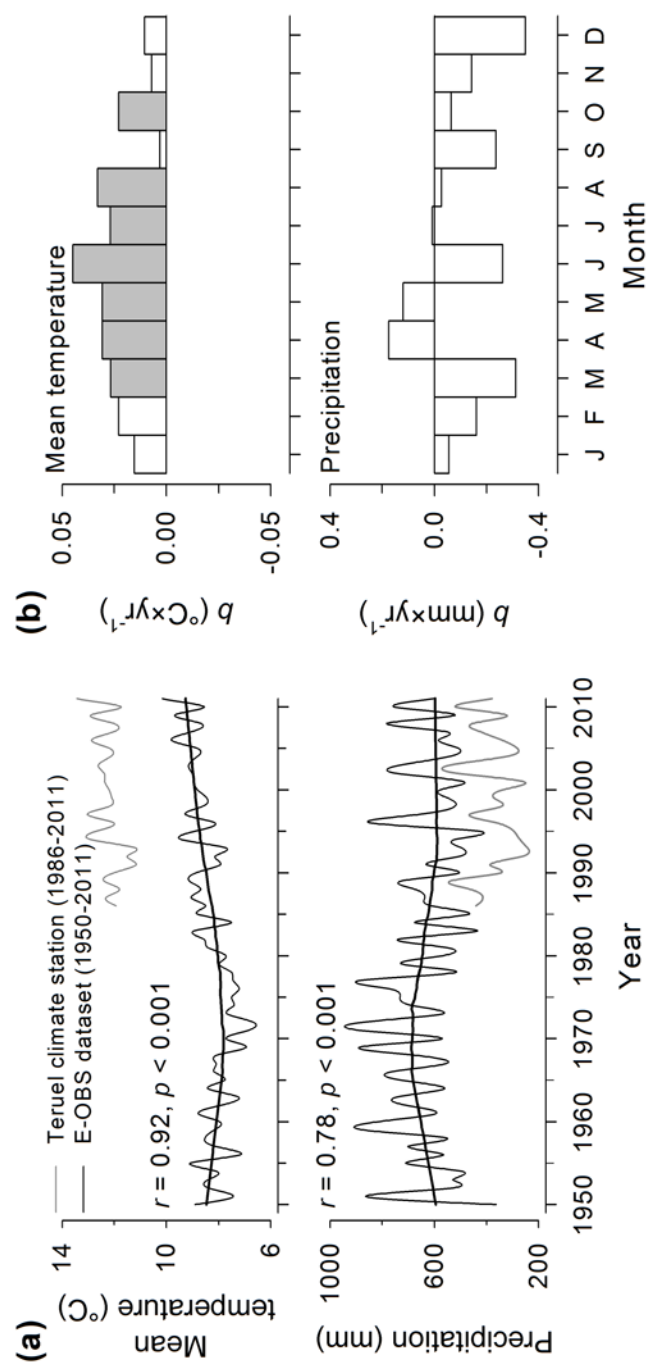 (a)
Teruel climate station (1986-2011)
E-OBS dataset (1950-2011)
Mean
temperature (°C)
14
10
6
r = 0.92, p < 0.001
Precipitation (mm)
1000
600
200
r = 0.78, p < 0.001
1950 1960 1970 1980 1990 2000 2010
Year
(b)
Mean temperature
b (°C×yr-1)
0.05
0.00
-0.05
Precipitation
b (mm×yr-1)
0.4
0.0
-0.4
J F M A M J J A S O N D
Month